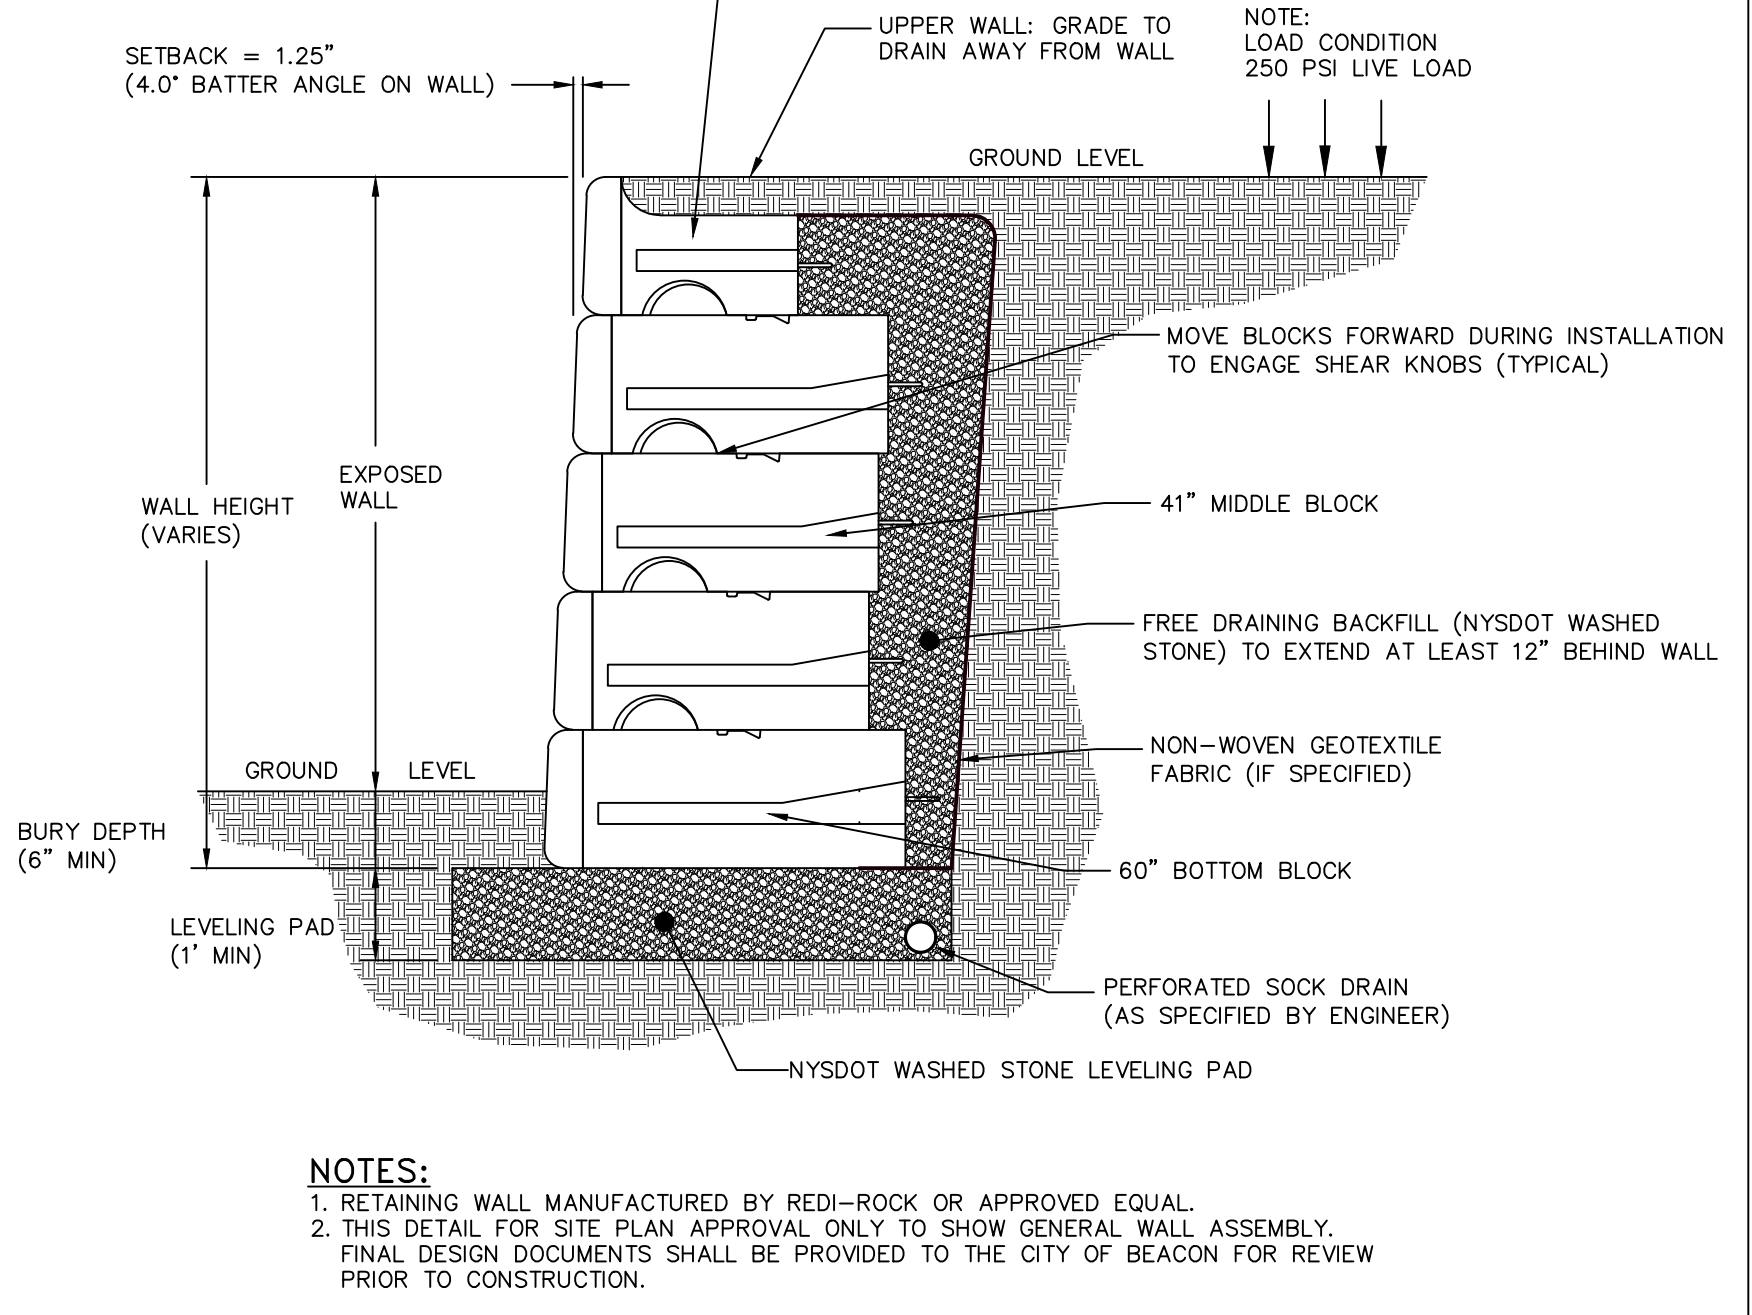 UPPER WALL: GRADE TO
DRAIN AWAY FROM WALL
NOTE:
LOAD CONDITION
250 PSI LIVE LOAD
SETBACK = 1.25"
(4.0° BATTER ANGLE ON WALL)
GROUND LEVEL
MOVE BLOCKS FORWARD DURING INSTALLATION
TO ENGAGE SHEAR KNOBS (TYPICAL)
EXPOSED
WALL
WALL HEIGHT
(VARIES)
41" MIDDLE BLOCK
FREE DRAINING BACKFILL (NYSDOT WASHED
STONE) TO EXTEND AT LEAST 12" BEHIND WALL
NON-WOVEN GEOTEXTILE
FABRIC (IF SPECIFIED)
GROUND LEVEL
BURY DEPTH
(6" MIN)
60" BOTTOM BLOCK
LEVELING PAD
(1' MIN)
PERFORATED SOCK DRAIN
(AS SPECIFIED BY ENGINEER)
NYSDOT WASHED STONE LEVELING PAD
NOTES:
1. RETAINING WALL MANUFACTURED BY REDI-ROCK OR APPROVED EQUAL.
2. THIS DETAIL FOR SITE PLAN APPROVAL ONLY TO SHOW GENERAL WALL ASSEMBLY.
FINAL DESIGN DOCUMENTS SHALL BE PROVIDED TO THE CITY OF BEACON FOR REVIEW
PRIOR TO CONSTRUCTION.